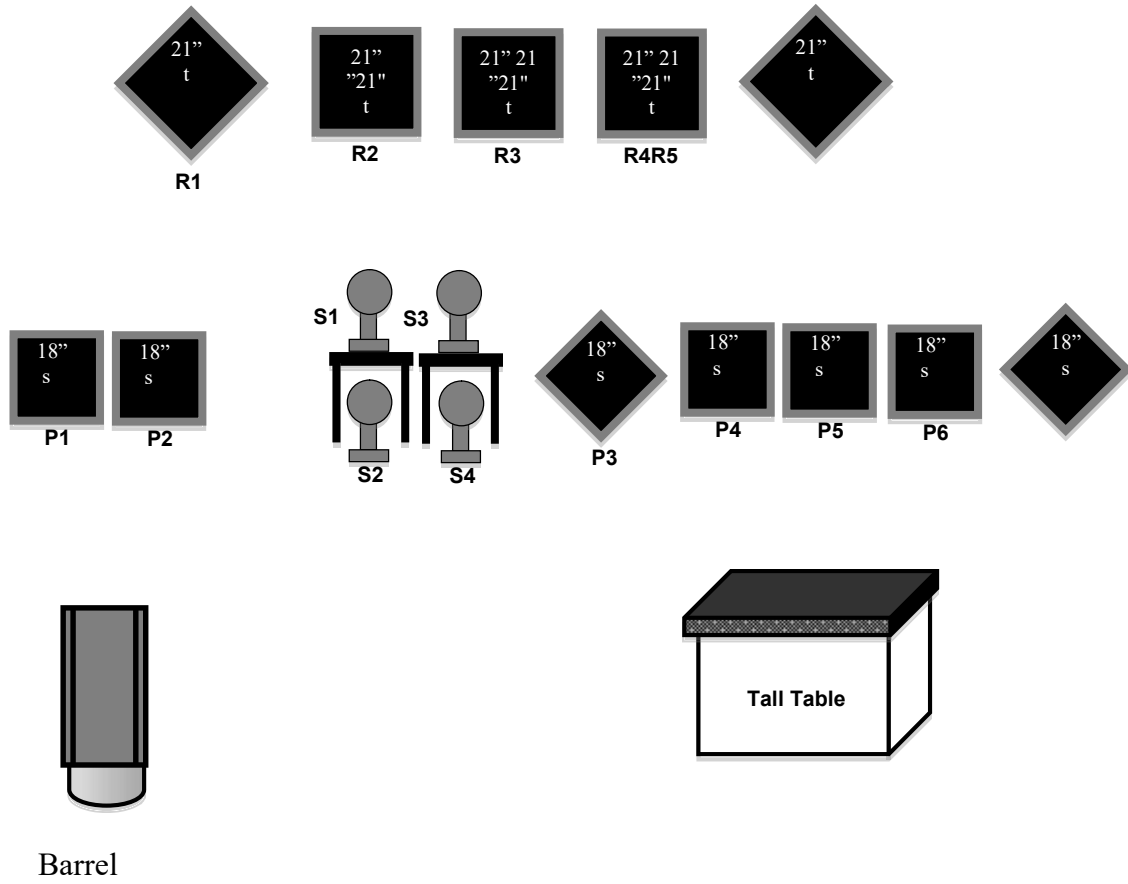 21”
t
21”
”21"
t
21” 21
”21"
t
21” 21
”21"
t
21”
t
R1
R2
R3
R4R5
S1
S3
18”
s
18”
s
18”
s
18”
s
18”
s
18”
s
18”
s
P1
P2
S2
S4
P3
P4
P5
P6
Tall Table
Barrel